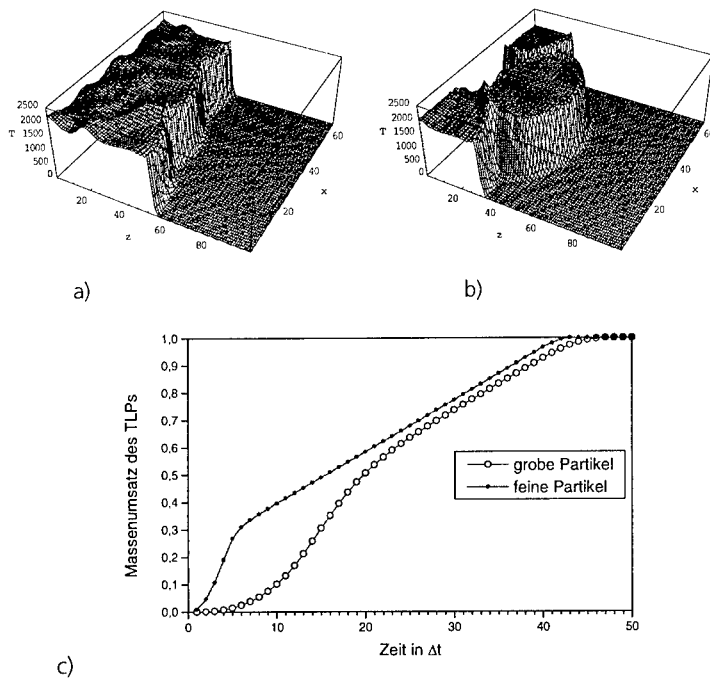 2500
2000
T 1500
1000
500
0
20
40
z 60
80
20
40
x
60
a)
2500
2000
T 1500
1000
500
0
20
40
z 60
80
20
40
x
60
b)
Massenumsatz des TLPs
1,0
0,9
0,8
0,7
0,6
0,5
0,4
0,3
0,2
0,1
0,0
grobe Partikel
feine Partikel
0 10 20 30 40 50
Zeit in Δt
c)